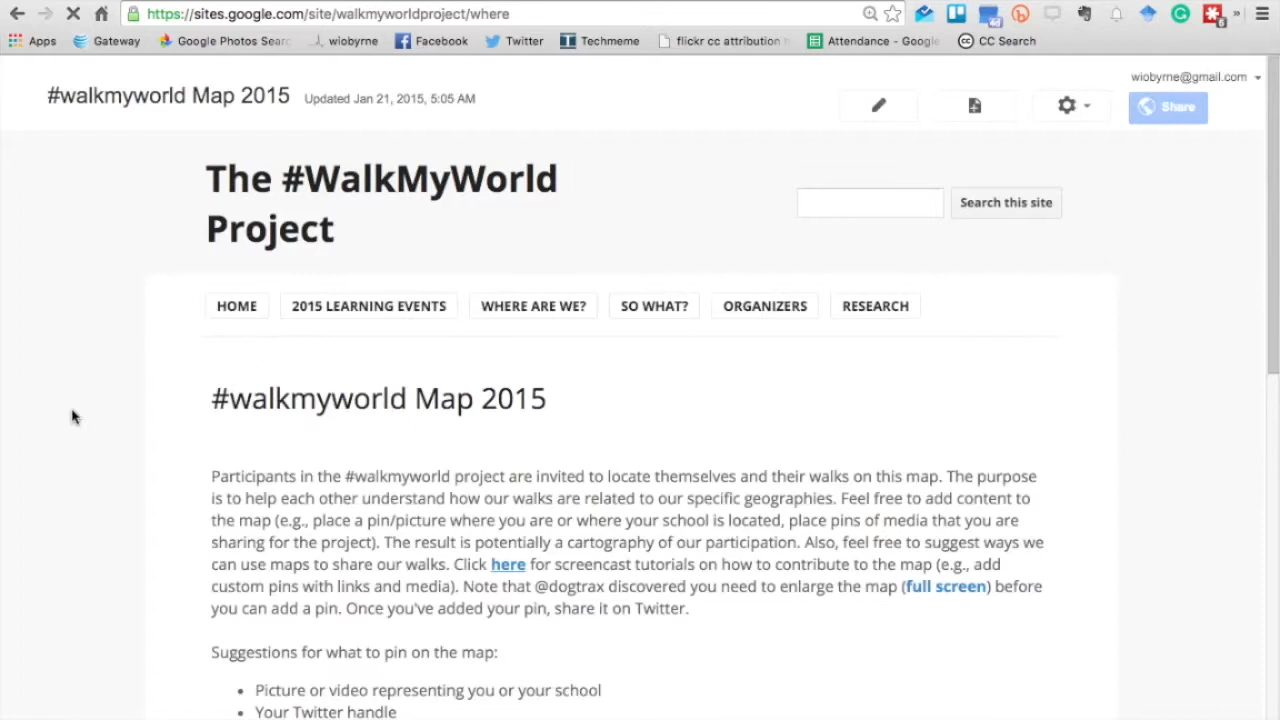 https://sites.google.com/site/walkmyworldproject/where
Apps Gateway Google Photos Sear wiobyrne Facebook Twitter Techmeme flickr cc attribution Attendance - Google CC Search
wiobyrne@gmail.com
#walkmyworld Map 2015 Updated Jan 21, 2015, 5:05 AM
Share
The #WalkMyWorld
Project
Search this site
HOME 2015 LEARNING EVENTS WHERE ARE WE? SO WHAT? ORGANIZERS RESEARCH
#walkmyworld Map 2015
Participants in the #walkmyworld project are invited to locate themselves and their walks on this map. The purpose
is to help each other understand how our walks are related to our specific geographies. Feel free to add content to
the map (e.g., place a pin/picture where you are or where your school is located, place pins of media that you are
sharing for the project). The result is potentially a cartography of our participation. Also, feel free to suggest ways we
can use maps to share our walks. Click here for screencast tutorials on how to contribute to the map (e.g., add
custom pins with links and media). Note that @dogtrax discovered you need to enlarge the map (full screen) before
you can add a pin. Once you've added your pin, share it on Twitter.
Suggestions for what to pin on the map:
• Picture or video representing you or your school
• Your Twitter handle